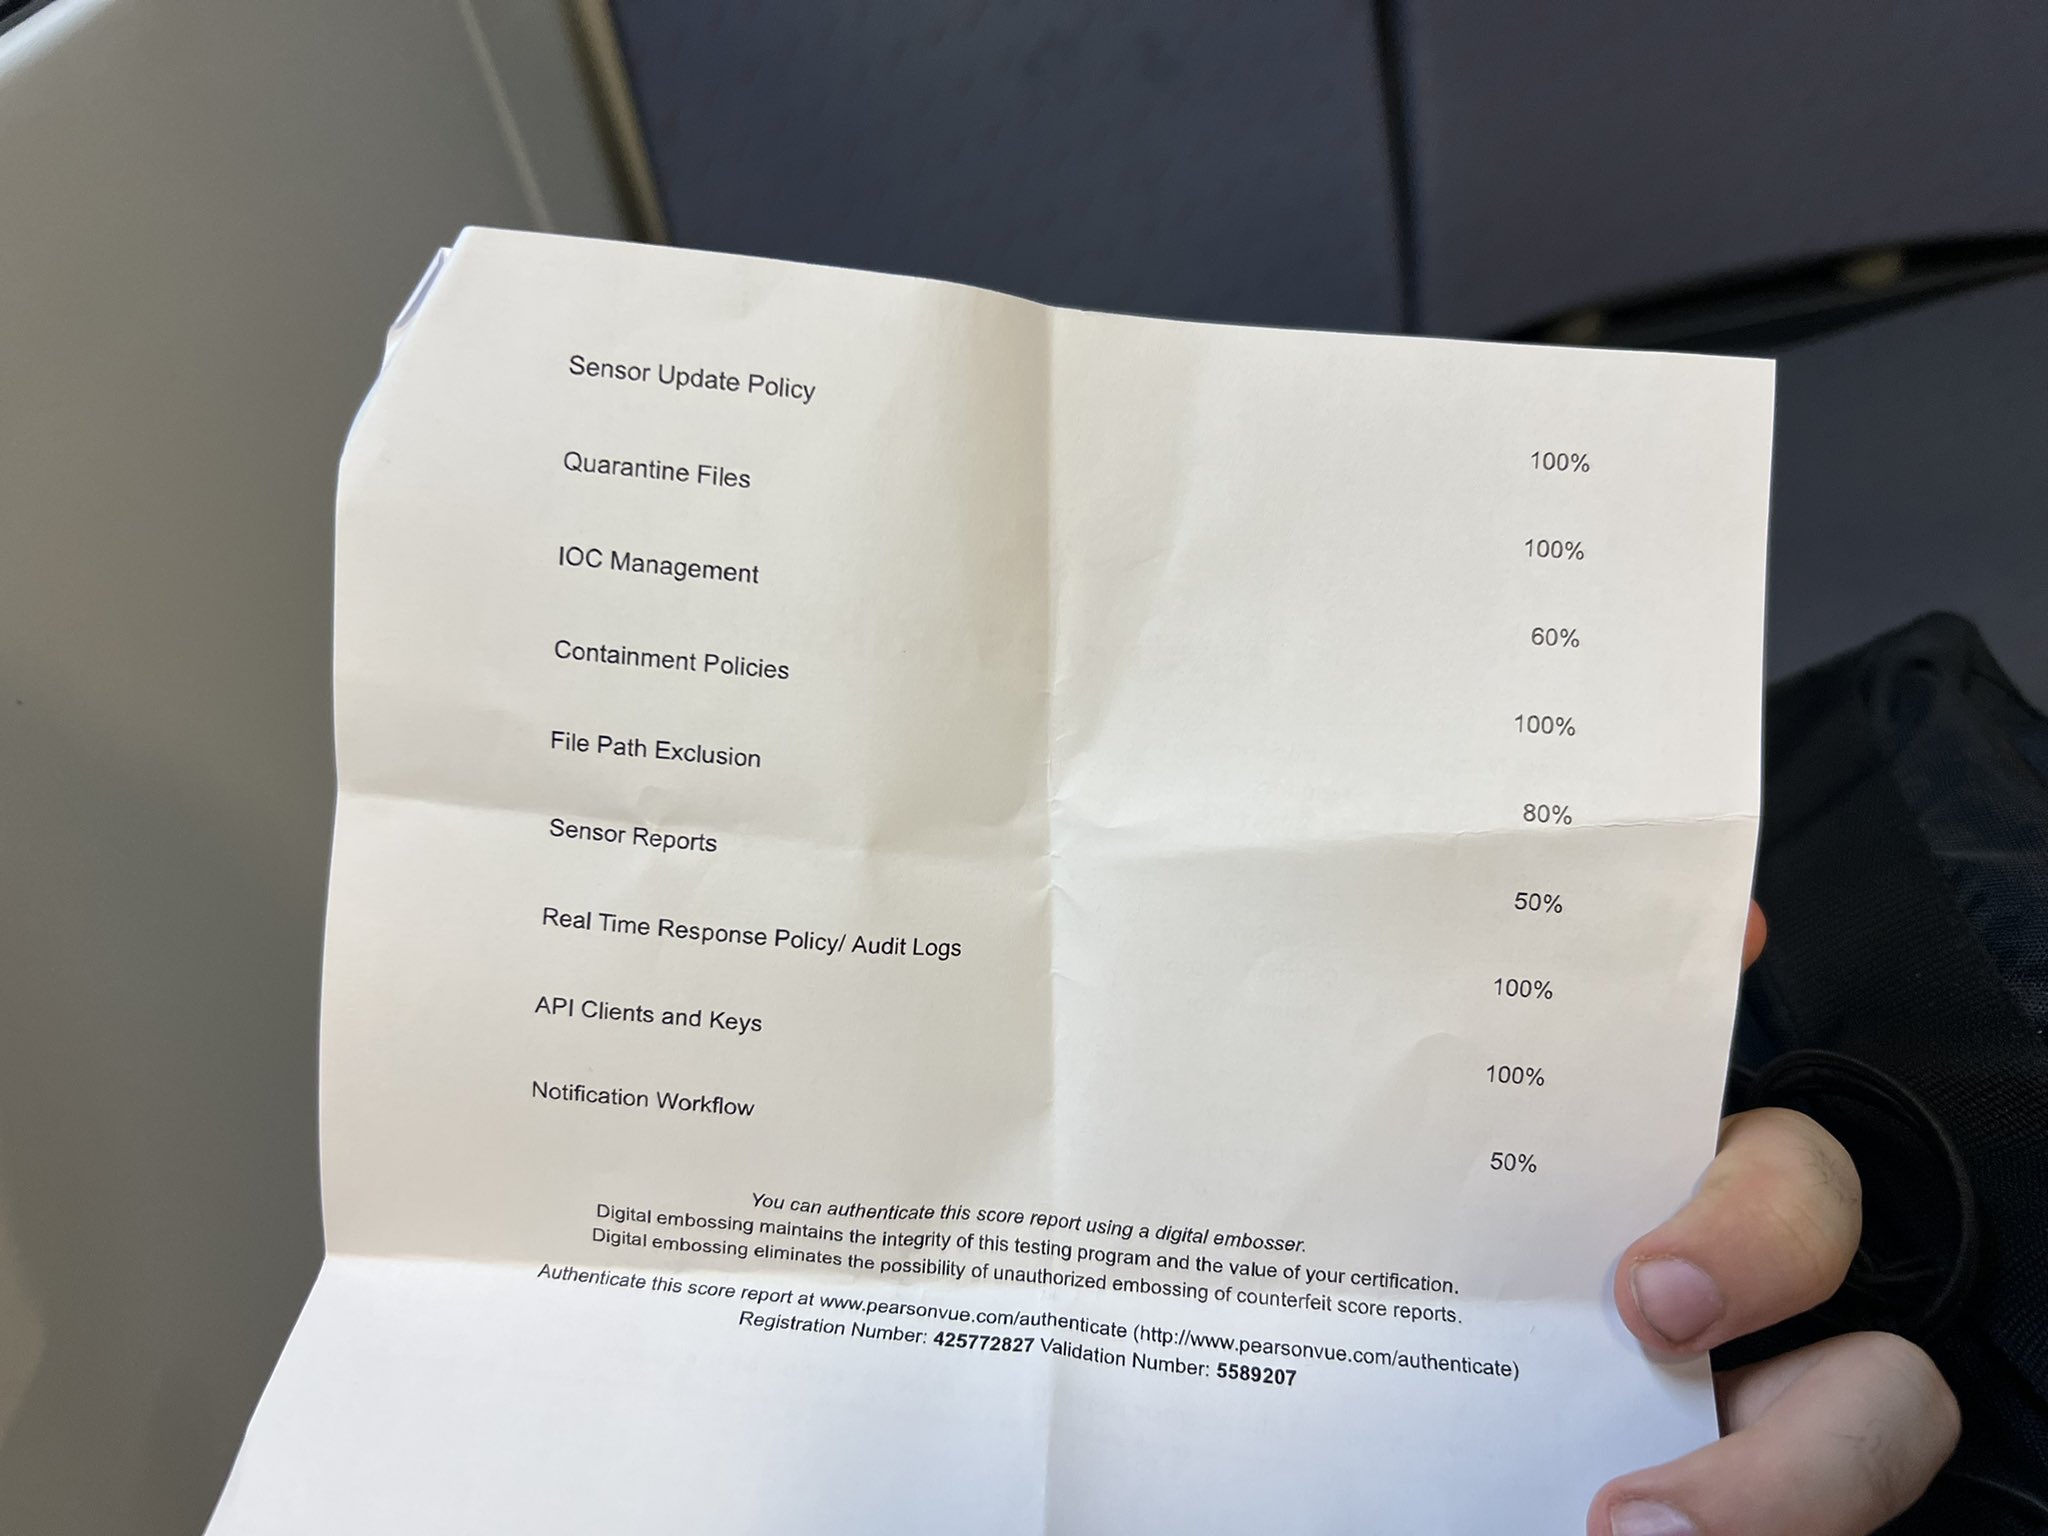 Sensor Update Policy
100%
Quarantine Files
100%
IOC Management
60%
Containment Policies
100%
File Path Exclusion
80%
Sensor Reports
50%
Real Time Response Policy/ Audit Logs
100%
API Clients and Keys
100%
Notification Workflow
50%
You can authenticate this score report using a digital embosser.
Digital embossing maintains the integrity of this testing program and the value of your certification.
Digital embossing eliminates the possibility of unauthorized embossing of counterfeit score reports.
Authenticate this score report at www.pearsonvue.com/authenticate (http://www.pearsonvue.com/authenticate)
Registration Number: 425772827 Validation Number: 5589207